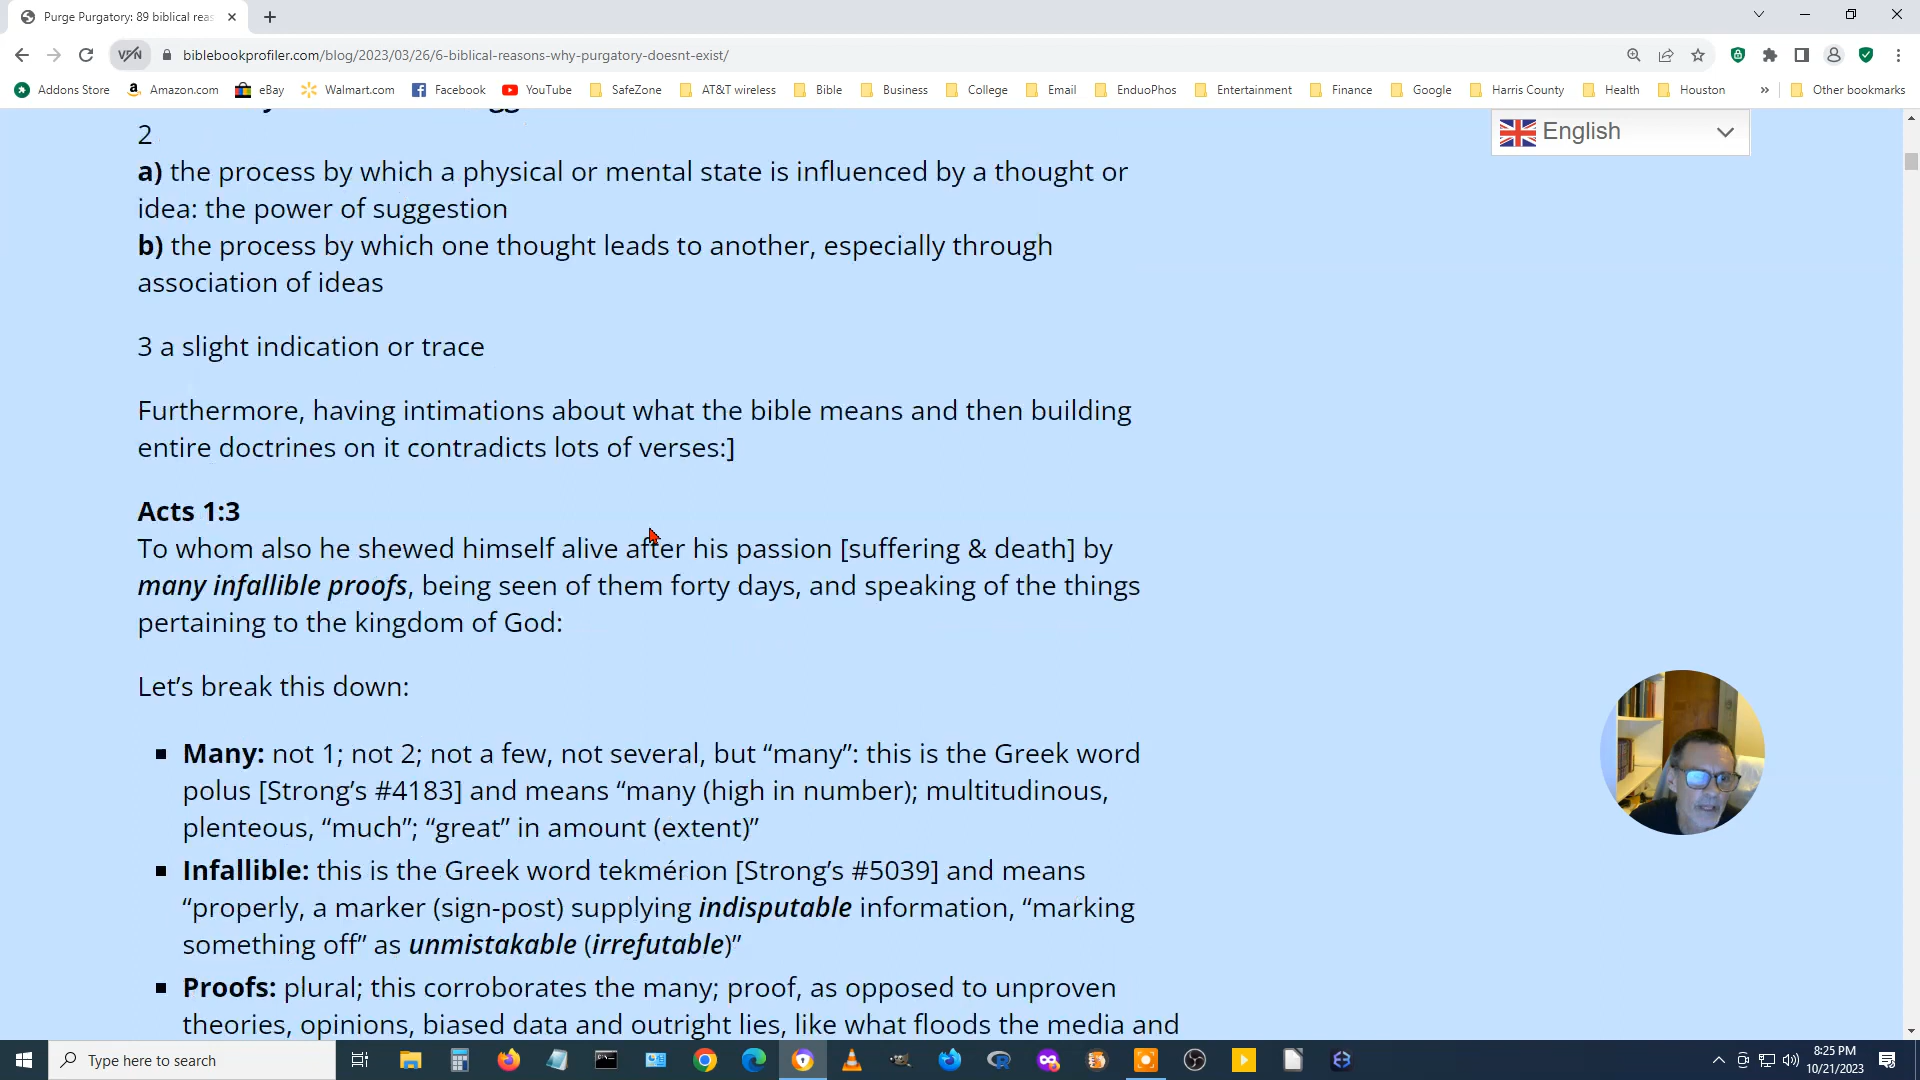 Purge Purgatory: 89 biblical reas
biblebookprofiler.com/blog/2023/03/26/6-biblical-reasons-why-purgatory-doesnt-exist/
VPN
Addons Store
Amazon.com
eBay
Walmart.com
Facebook
YouTube
SafeZone
AT&T wireless
Bible
Business
College
Email
EnduoPhos
Entertainment
Finance
Google
Harris County
Health
Houston
»
Other bookmarks
English
2
a) the process by which a physical or mental state is influenced by a thought or
idea: the power of suggestion
b) the process by which one thought leads to another, especially through
association of ideas
3 a slight indication or trace
Furthermore, having intimations about what the bible means and then building
entire doctrines on it contradicts lots of verses:]
Acts 1:3
To whom also he shewed himself alive after his passion [suffering & death] by
many infallible proofs, being seen of them forty days, and speaking of the things
pertaining to the kingdom of God:
Let’s break this down:
Many: not 1; not 2; not a few, not several, but “many”: this is the Greek word
polus [Strong’s #4183] and means “many (high in number); multitudinous,
plenteous, “much”; “great” in amount (extent)”
Infallible: this is the Greek word tekmérion [Strong’s #5039] and means
“properly, a marker (sign-post) supplying indisputable information, “marking
something off” as unmistakable (irrefutable)”
Proofs: plural; this corroborates the many; proof, as opposed to unproven
theories, opinions, biased data and outright lies, like what floods the media and
Type here to search
8:25 PM
10/21/2023